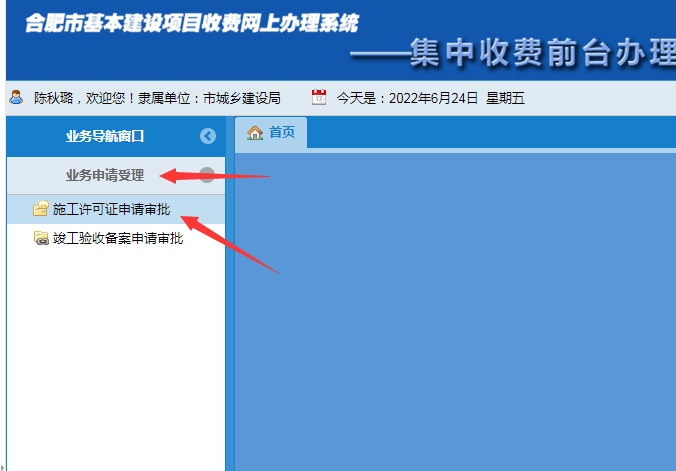 合肥市基本建设项目收费网上办理系统
——集中收费前台办理
陈秋璐，欢迎您！隶属单位：市城乡建设局 今天是：2022年6月24日 星期五
业务导航窗口
首页
业务申请受理
施工许可证申请审批
竣工验收备案申请审批